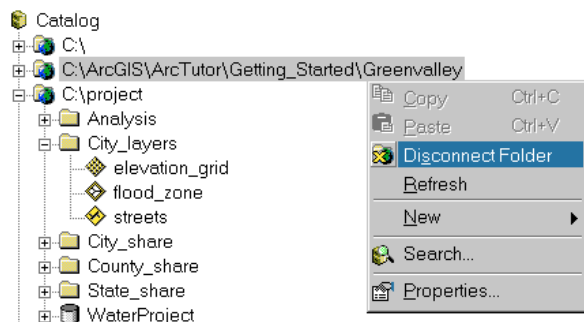 Catalog
C:\
C:\ArcGIS\ArcTutor\Getting_Started\Greenvalley
C:\project
Analysis
City_layers
elevation_grid
flood_zone
streets
City_share
County_share
State_share
WaterProject
Copy Ctrl+C
Paste Ctrl+V
Disconnect Folder
Refresh
New
Search...
Properties...